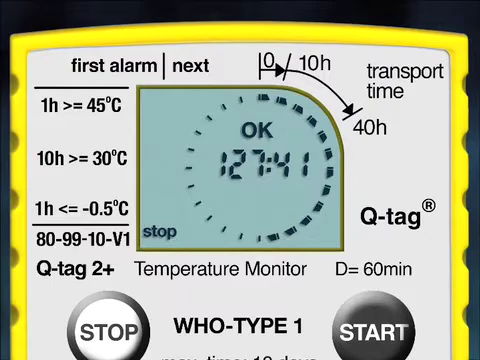 first alarm | next
0 10h
transport
time
40h
1h >= 45°C
10h >= 30°C
1h <= -0.5°C
80-99-10-V1
OK
127:41
stop
Q-tag®
Q-tag 2+ Temperature Monitor D= 60min
STOP
WHO-TYPE 1
START